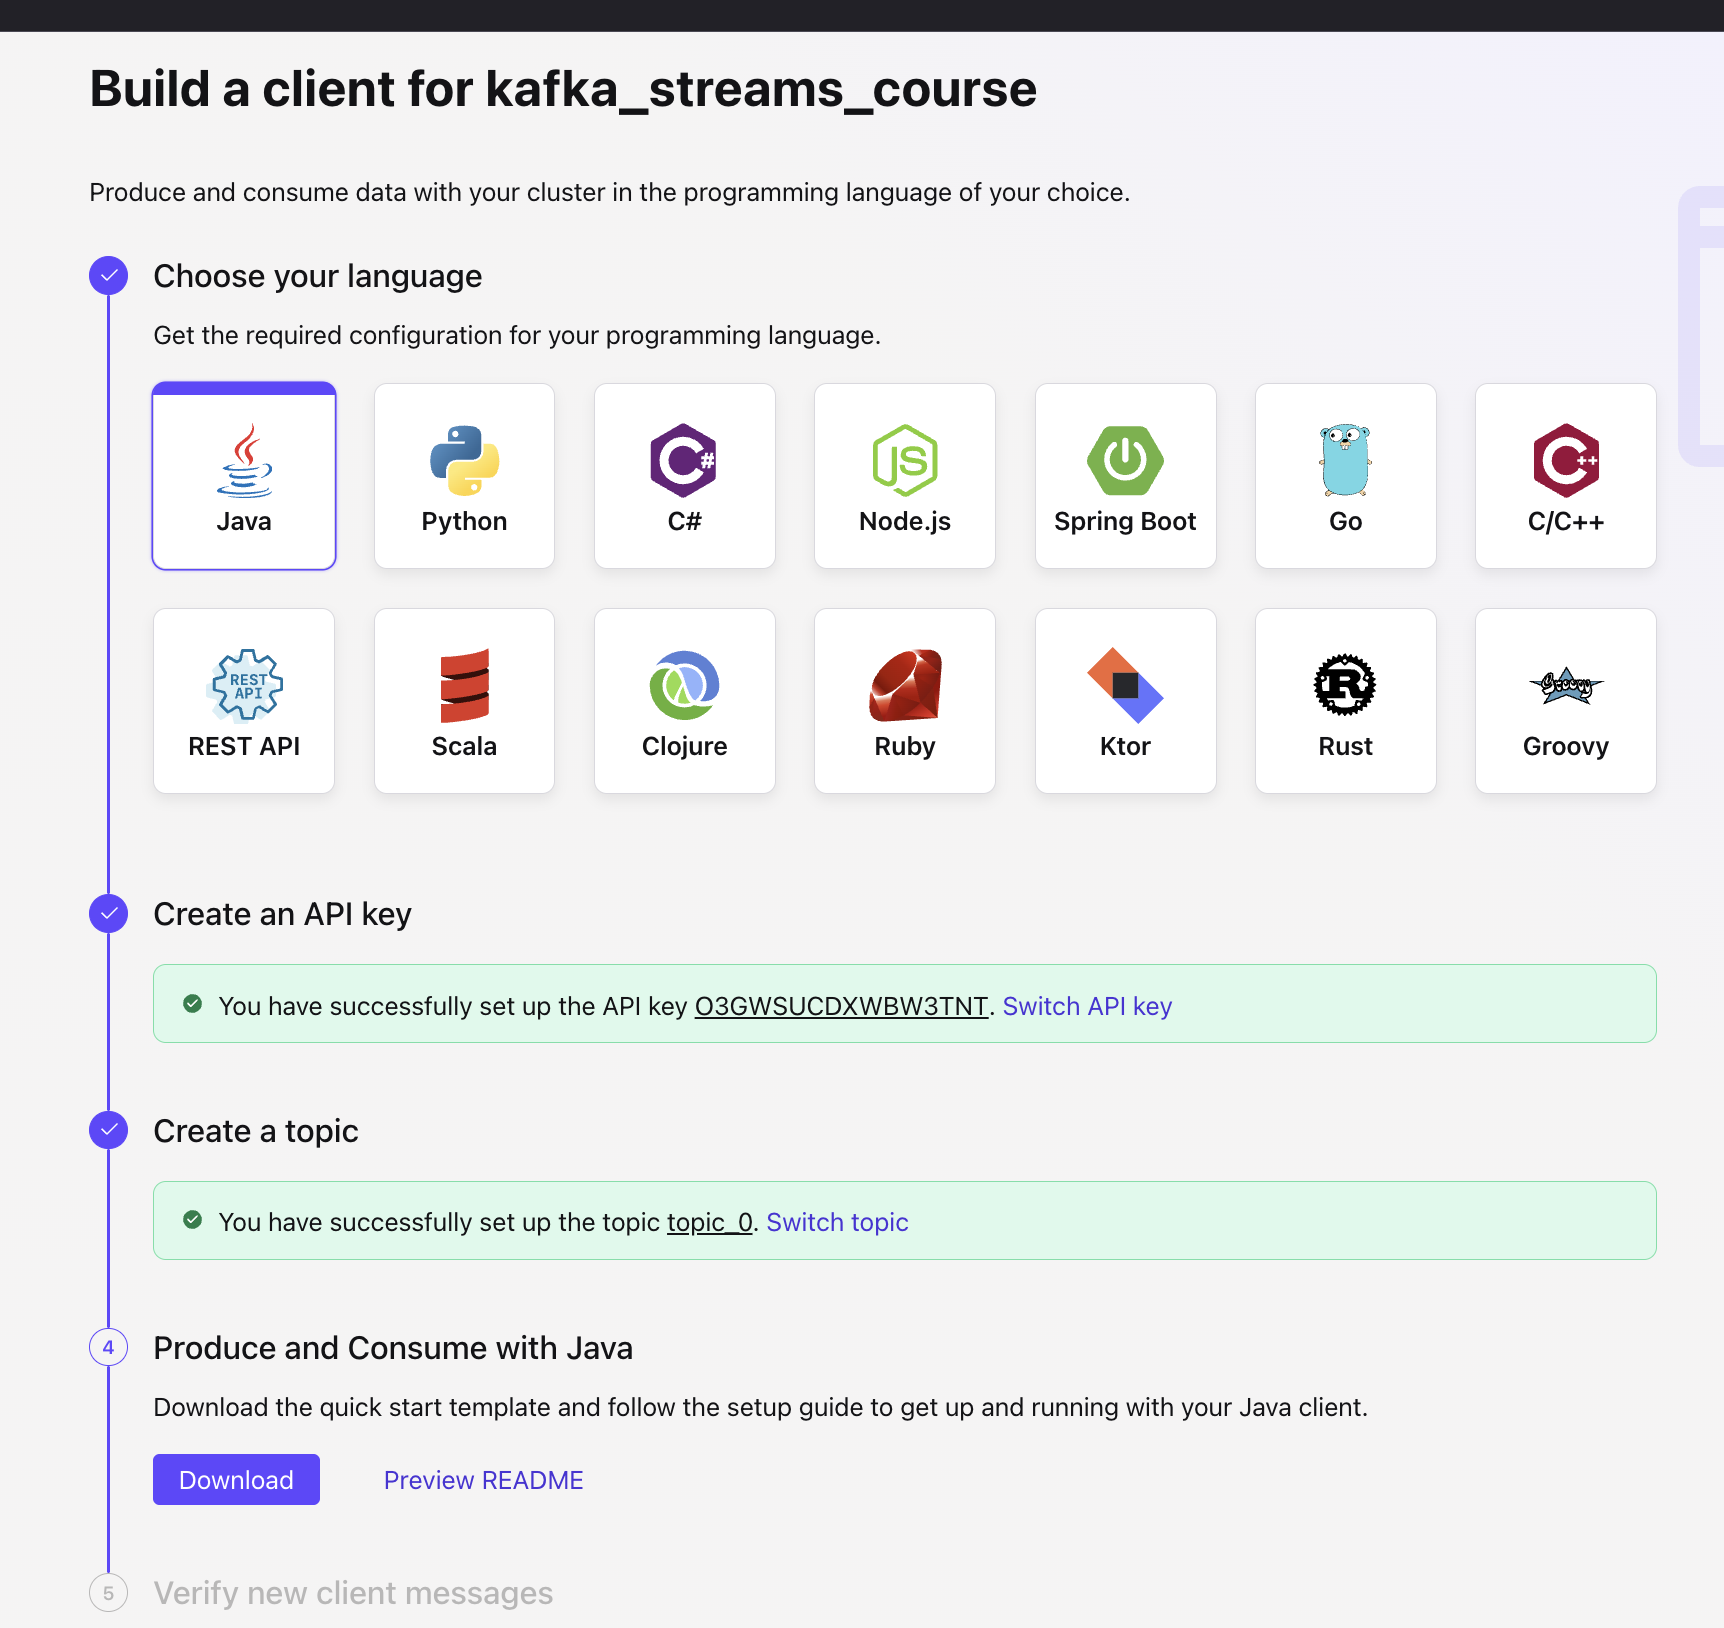 Build a client for kafka_streams_course
Produce and consume data with your cluster in the programming language of your choice.
Choose your language
Get the required configuration for your programming language.
Java
Python
C#
Node.js
Spring Boot
Go
C/C++
REST API
REST API
Scala
Clojure
Ruby
Ktor
Rust
Groovy
Groovy
Create an API key
You have successfully set up the API key O3GWSUCDXWBW3TNT. Switch API key
Create a topic
You have successfully set up the topic topic_0. Switch topic
4 Produce and Consume with Java
Download the quick start template and follow the setup guide to get up and running with your Java client.
Download Preview README
5 Verify new client messages